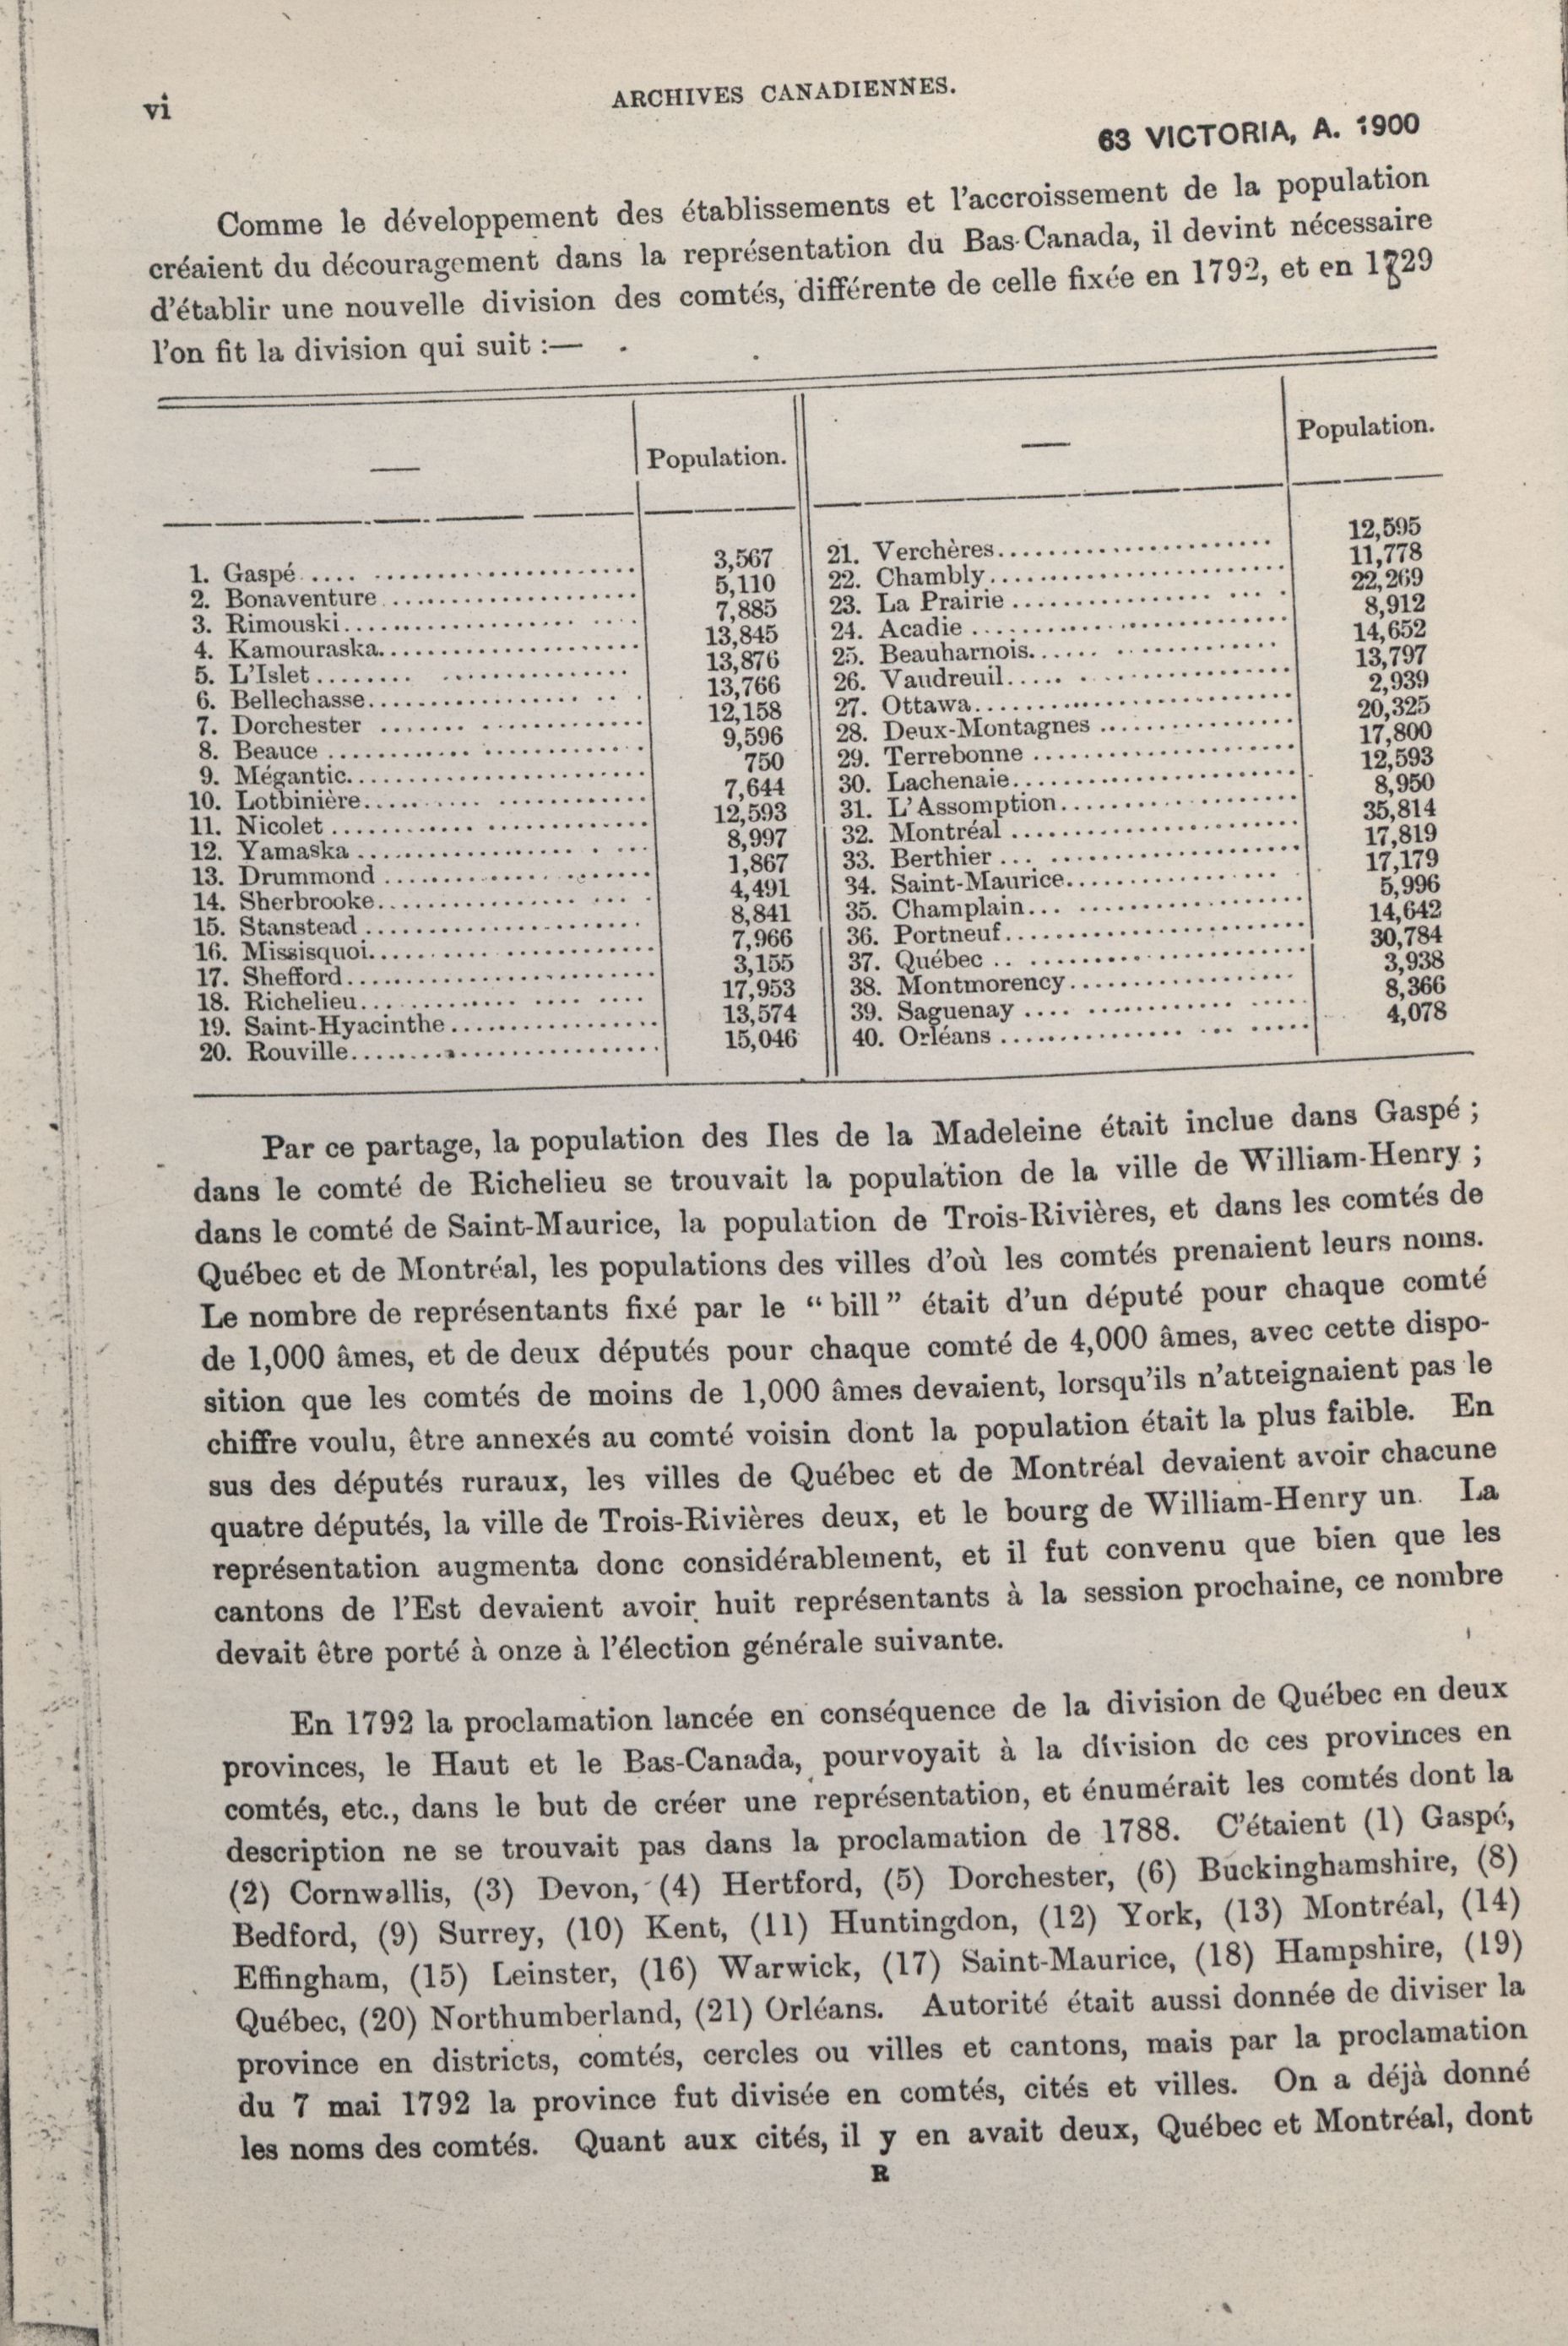 vi
ARCHIVES CANADIENNES.
63 VICTORIA, A. 1900
Comme le développement des établissements et l'accroissement de la population
créaient du découragement dans la représentation du Bas-Canada, il devint nécessaire
d'établir une nouvelle division des comtés, différente de celle fixée en 1792, et en 1829
l'on fit la division qui suit :—
— Population. — Population.
1. Gaspé .... ..................... 3,567 21. Verchères....................... 12,595
2. Bonaventure ..................... 5,110 22. Chambly......................... 11,778
3. Rimouski.................... .... 7,885 23. La Prairie ................. ... . 22,269
4. Kamouraska...................... 13,845 24. Acadie .......................... 8,912
5. L'Islet........ ............... 13,876 25. Beauharnois...... .............. 14,652
6. Bellechasse................. .. . 13,766 26. Vaudreuil..... . ............... 13,797
7. Dorchester ....... ............. 12,158 27. Ottawa.......................... 2,939
8. Beauce ............ ............. 9,596 28. Deux-Montagnes ................ 20,325
9. Mégantic........................ 750 29. Terrebonne ..................... 17,800
10. Lotbinière.......... ............ 7,644 30. Lachenaie....................... 12,593
11. Nicolet ............ ............. 12,593 31. L'Assomption................... 8,950
12. Yamaska .................. . ... 8,997 32. Montréal ....................... 35,814
13. Drummond ...................... 1,867 33. Berthier ... .................... 17,819
14. Sherbrooke................ ... . 4,491 34. Saint-Maurice................ ... 17,179
15. Stanstead ...................... 8,841 35. Champlain... .................. 5,996
16. Missisquoi.......... ............ 7,966 36. Portneuf........................ 14,642
17. Shefford......................... 3,155 37. Québec .. ...................... 30,784
18. Richelieu............. .... .... 17,953 38. Montmorency................... 3,938
19. Saint-Hyacinthe................. 13,574 39. Saguenay .... ............ ..... 8,366
20. Rouville......................... 15,046 40. Orléans ............... ... ..... 4,078
Par ce partage, la population des Iles de la Madeleine était inclue dans Gaspé ;
dans le comté de Richelieu se trouvait la population de la ville de William-Henry ;
dans le comté de Saint-Maurice, la population de Trois-Rivières, et dans les comtés de
Québec et de Montréal, les populations des villes d'où les comtés prenaient leurs noms.
Le nombre de représentants fixé par le “ bill ” était d'un député pour chaque comté
de 1,000 âmes, et de deux députés pour chaque comté de 4,000 âmes, avec cette dispo-
sition que les comtés de moins de 1,000 âmes devaient, lorsqu'ils n'atteignaient pas le
chiffre voulu, être annexés au comté voisin dont la population était la plus faible. En
sus des députés ruraux, les villes de Québec et de Montréal devaient avoir chacune
quatre députés, la ville de Trois-Rivières deux, et le bourg de William-Henry un. La
représentation augmenta donc considérablement, et il fut convenu que bien que les
cantons de l'Est devaient avoir huit représentants à la session prochaine, ce nombre
devait être porté à onze à l'élection générale suivante.
En 1792 la proclamation lancée en conséquence de la division de Québec en deux
provinces, le Haut et le Bas-Canada, pourvoyait à la division de ces provinces en
comtés, etc., dans le but de créer une représentation, et énumérait les comtés dont la
description ne se trouvait pas dans la proclamation de 1788. C'étaient (1) Gaspé,
(2) Cornwallis, (3) Devon, (4) Hertford, (5) Dorchester, (6) Buckinghamshire, (8)
Bedford, (9) Surrey, (10) Kent, (11) Huntingdon, (12) York, (13) Montréal, (14)
Effingham, (15) Leinster, (16) Warwick, (17) Saint-Maurice, (18) Hampshire, (19)
Québec, (20) Northumberland, (21) Orléans. Autorité était aussi donnée de diviser la
province en districts, comtés, cercles ou villes et cantons, mais par la proclamation
du 7 mai 1792 la province fut divisée en comtés, cités et villes. On a déjà donné
les noms des comtés. Quant aux cités, il y en avait deux, Québec et Montréal, dont
R